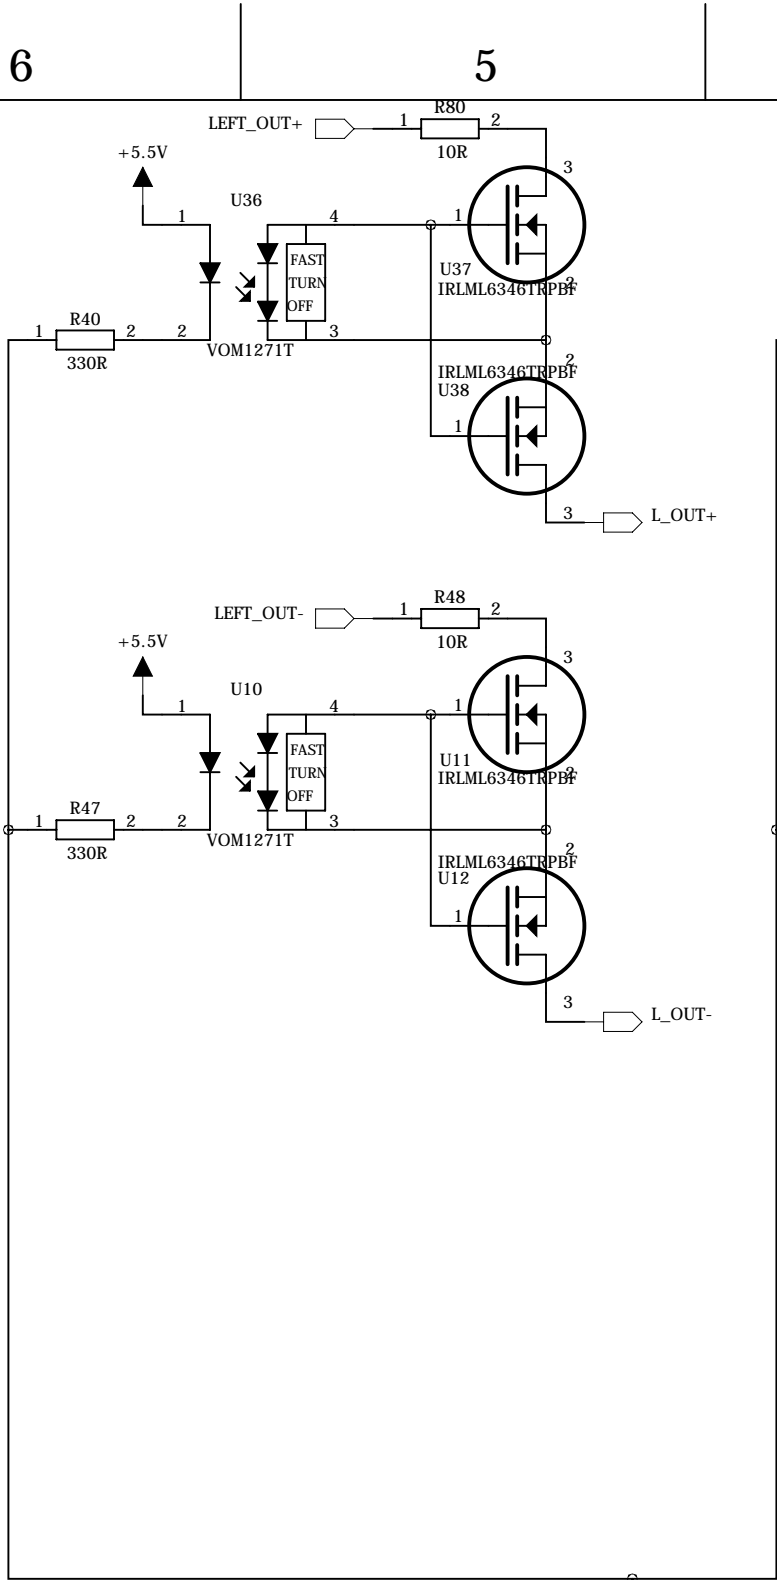 6
5
R80
LEFT_OUT+
1
2
10R
+5.5V
3
U36
1
4
1
FAST
TURN
OFF
U37
2
IRLML6346TRPBF
R40
1
2
2
3
330R
VOM1271T
2
IRLML6346TRPBF
U38
1
3
L_OUT+
R48
LEFT_OUT-
1
2
10R
+5.5V
3
U10
1
4
1
FAST
TURN
OFF
U11
2
IRLML6346TRPBF
R47
1
2
2
3
330R
VOM1271T
2
IRLML6346TRPBF
U12
1
3
L_OUT-